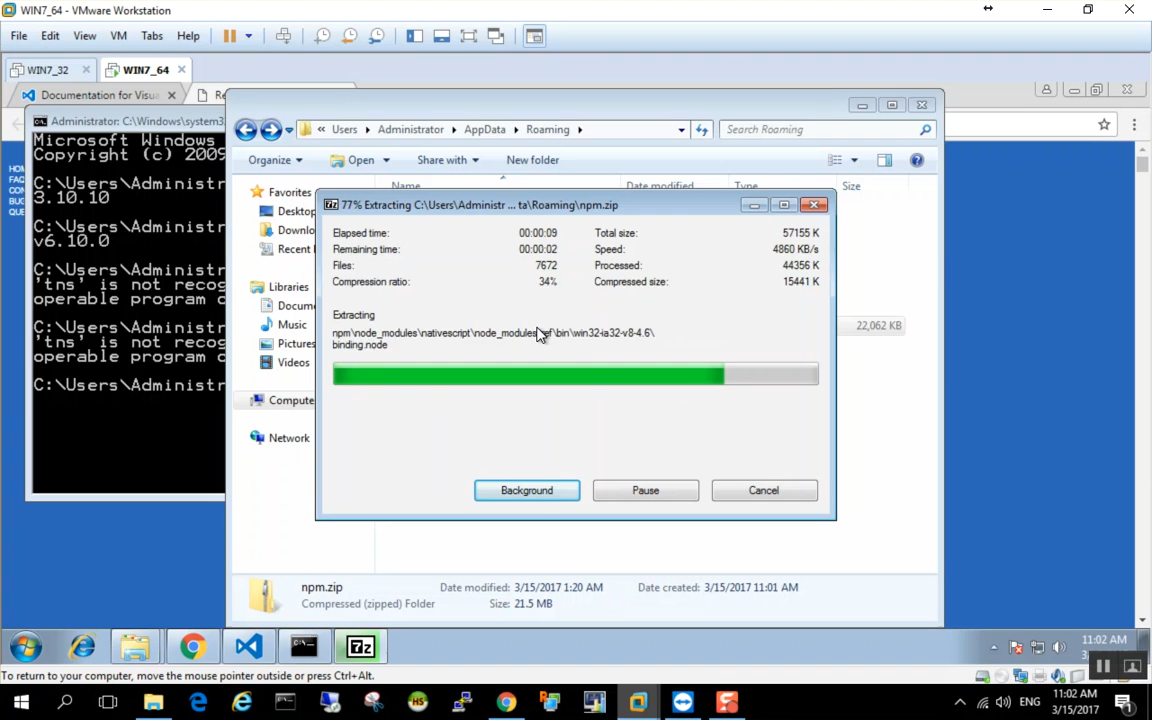 WIN7_64 - VMware Workstation
File Edit View VM Tabs Help
WIN7_32 WIN7_64
Documentation for Visua
Administrator: C:\Windows\system3
Microsoft Windows
Copyright (c) 2009
C:\Users\Administr
3.10.10
C:\Users\Administr
v6.10.0
C:\Users\Administr
'tns' is not recog
operable program o
C:\Users\Administr
'tns' is not recog
operable program o
C:\Users\Administr
« Users Administrator AppData Roaming
Search Roaming
Organize Open Share with New folder
Favorites
Desktop
Downlo
Recent
Libraries
Docum
Music
Pictures
Videos
Compute
Network
Name Date modified Type Size
22,062 KB
7z 77% Extracting C:\Users\Administr ... ta\Roaming\npm.zip
Elapsed time: 00:00:09 Total size: 57155 K
Remaining time: 00:00:02 Speed: 4860 KB/s
Files: 7672 Processed: 44356 K
Compression ratio: 34% Compressed size: 15441 K
Extracting
npm\node_modules\nativescript\node_modules ef\bin\win32-ia32-v8-4.6\
binding.node
Background Pause Cancel
npm.zip Date modified: 3/15/2017 1:20 AM Date created: 3/15/2017 11:01 AM
Compressed (zipped) Folder Size: 21.5 MB
7z
11:02 AM
To return to your computer, move the mouse pointer outside or press Ctrl+Alt.
ENG
11:02 AM
3/15/2017